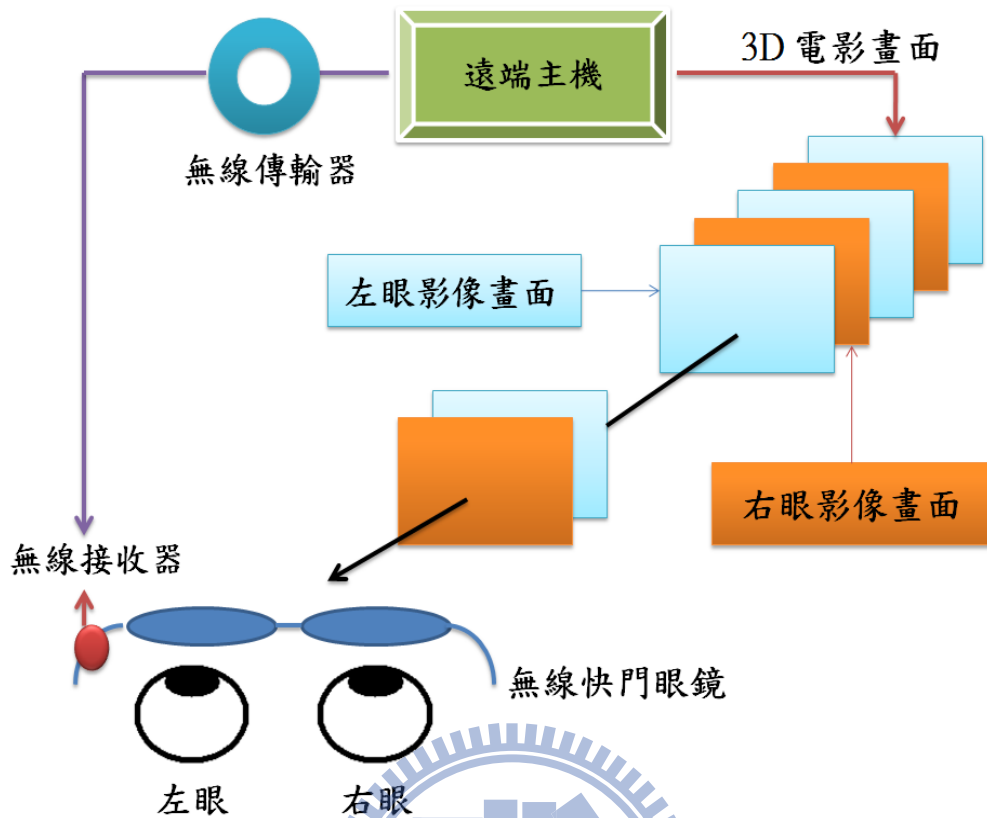 3D 電影畫面
遠端主機
無線傳輸器
左眼影像畫面
右眼影像畫面
無線接收器
無線快門眼鏡
左眼
右眼